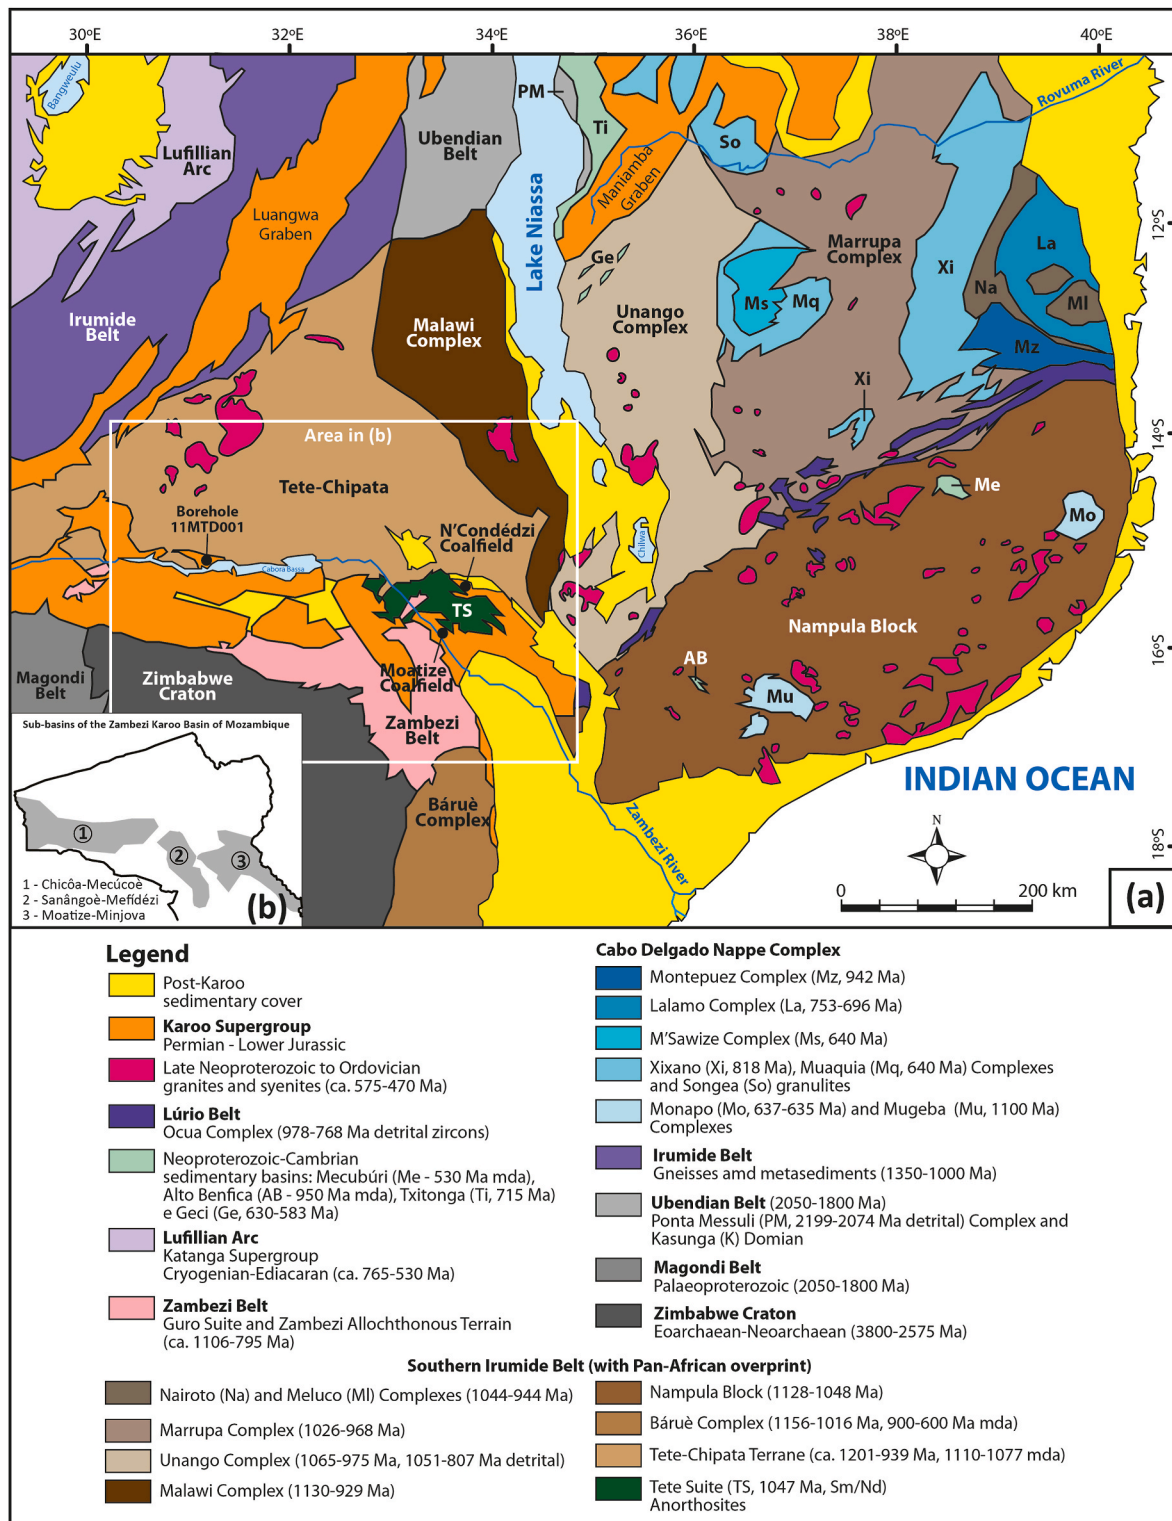 30ºE
32ºE
34ºE
36ºE
38ºE
40ºE
Bangweulu
PM
Ti
Rovuma River
Ubendian
Belt
So
Lufillian
Arc
Maniamba
Graben
Luangwa
Graben
12ºS
Lake Niassa
Marrupa
Complex
La
Ge
Xi
Na
Ms
Mq
Ml
Irumide
Belt
Malawi
Complex
Unango
Complex
Mz
Xi
14ºS
Area in (b)
Tete-Chipata
Me
Borehole
11MTD001
N'Condédzi
Coalfield
Mo
Chilwa
Cabora Bassa
TS
Nampula Block
16ºS
AB
Magondi
Belt
Zimbabwe
Craton
Moatize
Coalfield
Mu
Zambezi
Belt
Sub-basins of the Zambezi Karoo Basin of Mozambique
INDIAN OCEAN
Báruè
Complex
Zambezi River
1
2
3
N
18ºS
0
200 km
1 - Chicôa-Mecúcoè
2 - Sanângoè-Mefídézi
3 - Moatize-Minjova
(b)
(a)
Legend
Post-Karoo
sedimentary cover
Karoo Supergroup
Permian - Lower Jurassic
Late Neoproterozoic to Ordovician
granites and syenites (ca. 575-470 Ma)
Lúrio Belt
Ocua Complex (978-768 Ma detrital zircons)
Neoproterozoic-Cambrian
sedimentary basins: Mecubúri (Me - 530 Ma mda),
Alto Benfica (AB - 950 Ma mda), Txitonga (Ti, 715 Ma)
e Geci (Ge, 630-583 Ma)
Lufillian Arc
Katanga Supergroup
Cryogenian-Ediacaran (ca. 765-530 Ma)
Zambezi Belt
Guro Suite and Zambezi Allochthonous Terrain
(ca. 1106-795 Ma)
Cabo Delgado Nappe Complex
Montepuez Complex (Mz, 942 Ma)
Lalamo Complex (La, 753-696 Ma)
M'Sawize Complex (Ms, 640 Ma)
Xixano (Xi, 818 Ma), Muaquia (Mq, 640 Ma) Complexes
and Songea (So) granulites
Monapo (Mo, 637-635 Ma) and Mugeba (Mu, 1100 Ma)
Complexes
Irumide Belt
Gneisses amd metasediments (1350-1000 Ma)
Ubendian Belt (2050-1800 Ma)
Ponta Messuli (PM, 2199-2074 Ma detrital) Complex and
Kasunga (K) Domian
Magondi Belt
Palaeoproterozoic (2050-1800 Ma)
Zimbabwe Craton
Eoarchaean-Neoarchaean (3800-2575 Ma)
Southern Irumide Belt (with Pan-African overprint)
Nairoto (Na) and Meluco (Ml) Complexes (1044-944 Ma)
Marrupa Complex (1026-968 Ma)
Unango Complex (1065-975 Ma, 1051-807 Ma detrital)
Malawi Complex (1130-929 Ma)
Nampula Block (1128-1048 Ma)
Báruè Complex (1156-1016 Ma, 900-600 Ma mda)
Tete-Chipata Terrane (ca. 1201-939 Ma, 1110-1077 mda)
Tete Suite (TS, 1047 Ma, Sm/Nd)
Anorthosites